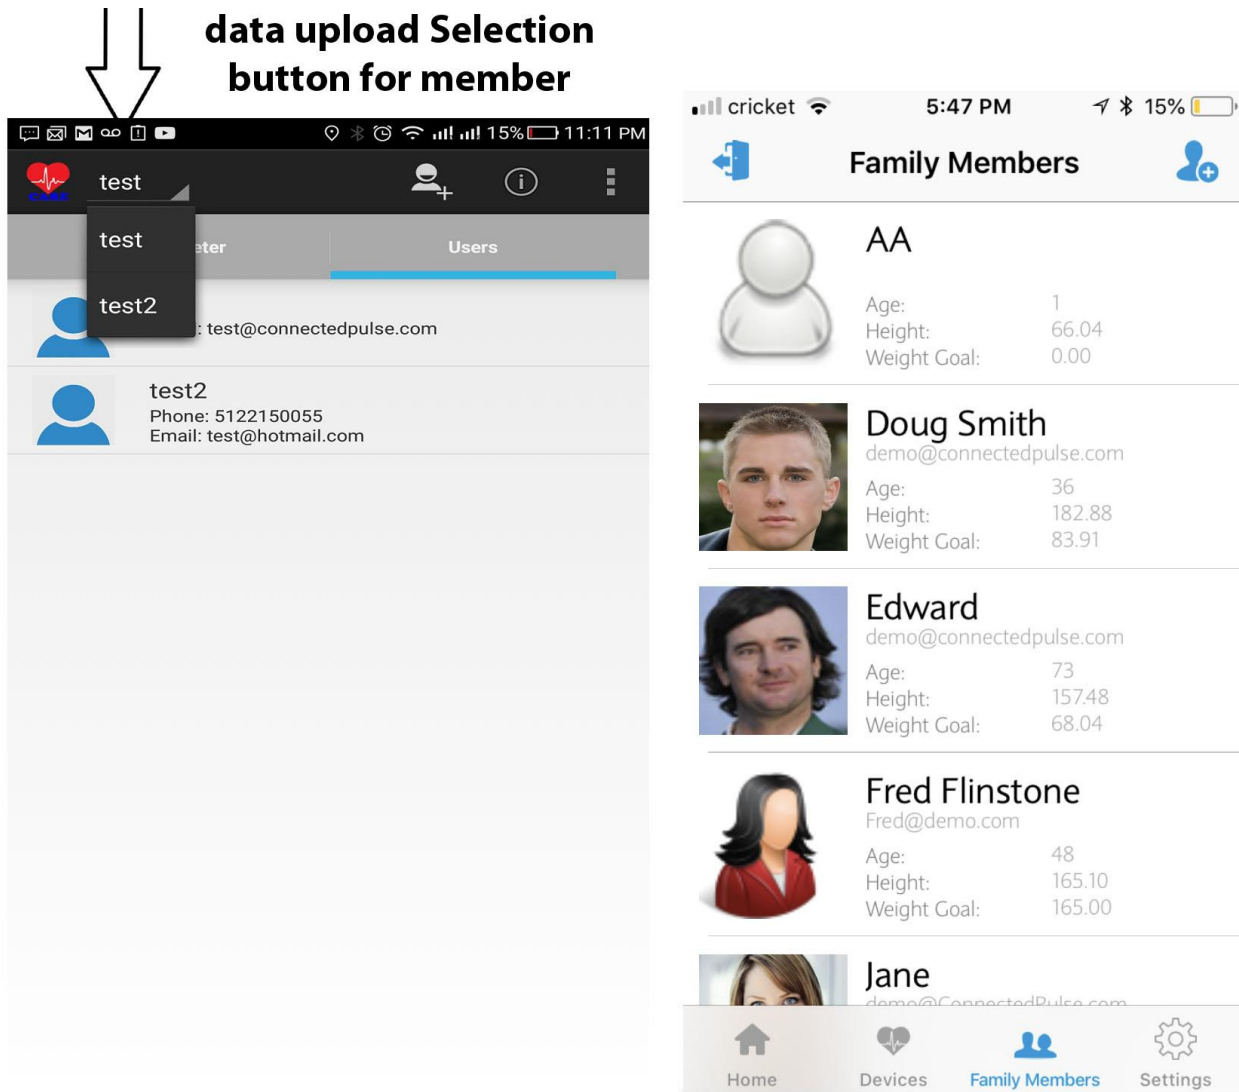 data upload Selection
button for member
15% 11:11 PM
CARE
test
test
test2
eter
Users
: test@connectedpulse.com
test2
Phone: 5122150055
Email: test@hotmail.com
cricket 5:47 PM 15%
Family Members
AA
Age: 1
Height: 66.04
Weight Goal: 0.00
Doug Smith
demo@connectedpulse.com
Age: 36
Height: 182.88
Weight Goal: 83.91
Edward
demo@connectedpulse.com
Age: 73
Height: 157.48
Weight Goal: 68.04
Fred Flinstone
Fred@demo.com
Age: 48
Height: 165.10
Weight Goal: 165.00
Jane
demo@ConnectedPulse.com
Home Devices Family Members Settings